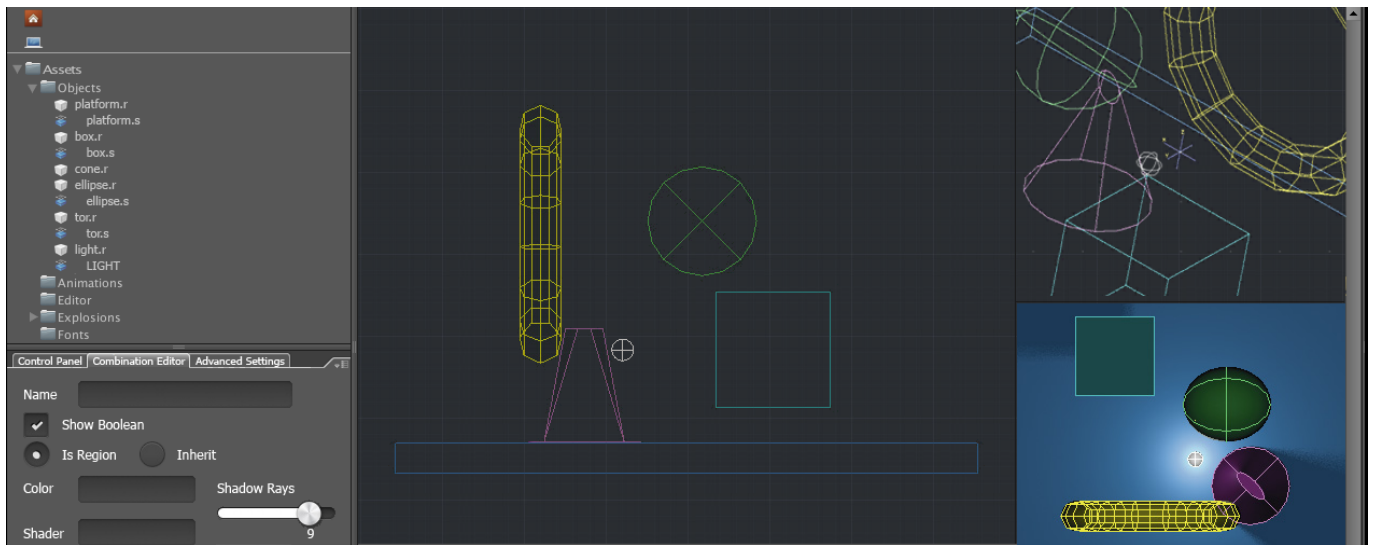 Assets
Objects
platform.r
platform.s
box.r
box.s
cone.r
ellipse.r
ellipse.s
tor.r
tor.s
light.r
LIGHT
Animations
Editor
Explosions
Fonts
Control Panel Combination Editor Advanced Settings
Name
Show Boolean
Is Region Inherit
Color Shadow Rays
Shader 9